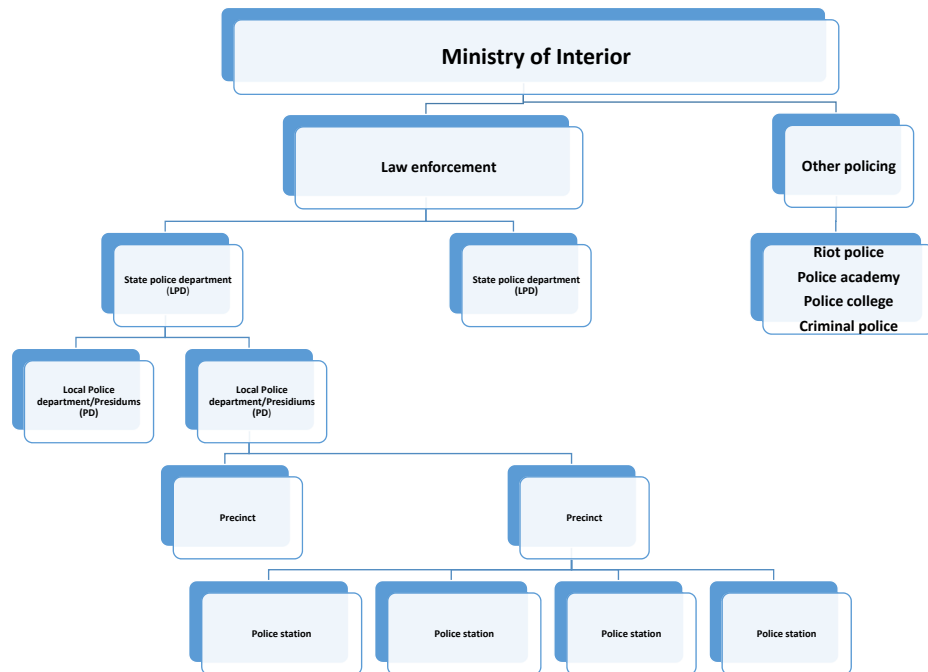 Ministry of Interior
Law enforcement
Other policing
State police department
(LPD)
State police department
(LPD)
Riot police
Police academy
Police college
Criminal police
Local Police
department/Presidums
(PD)
Local Police
department/Presidiums
(PD)
Precinct
Precinct
Police station
Police station
Police station
Police station